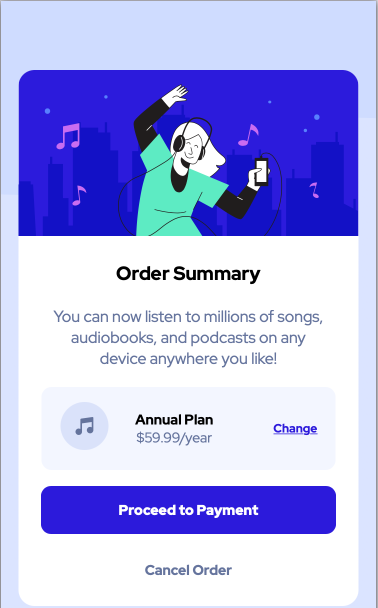 Order Summary
You can now listen to millions of songs,
audiobooks, and podcasts on any
device anywhere you like!
Annual Plan
$59.99/year
Change
Proceed to Payment
Cancel Order